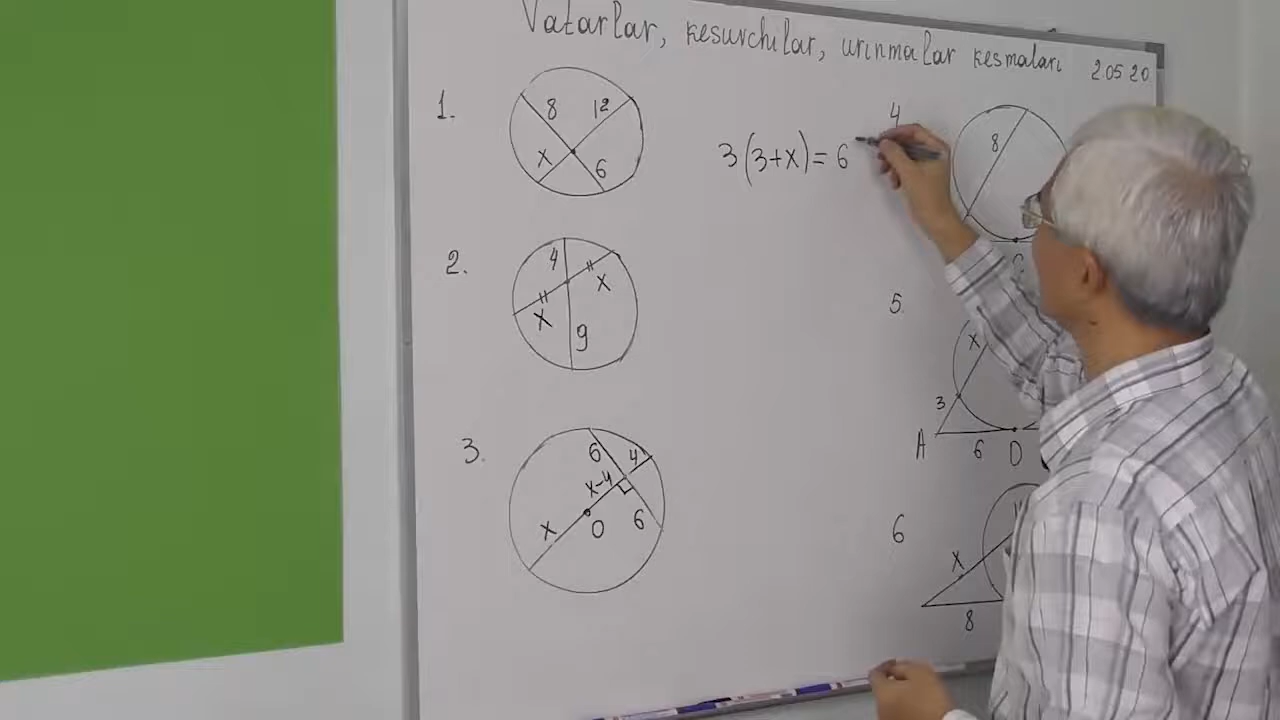 Vatarlar, kesuvchilar, urinmalar kesmalari 2.05 20
1.
8 12
x 6
2.
4
x
x
9
3.
6 4
x-4
x O 6
3(3+x)=6
4
8
C
5.
x
3
A 6 D
6
x
8